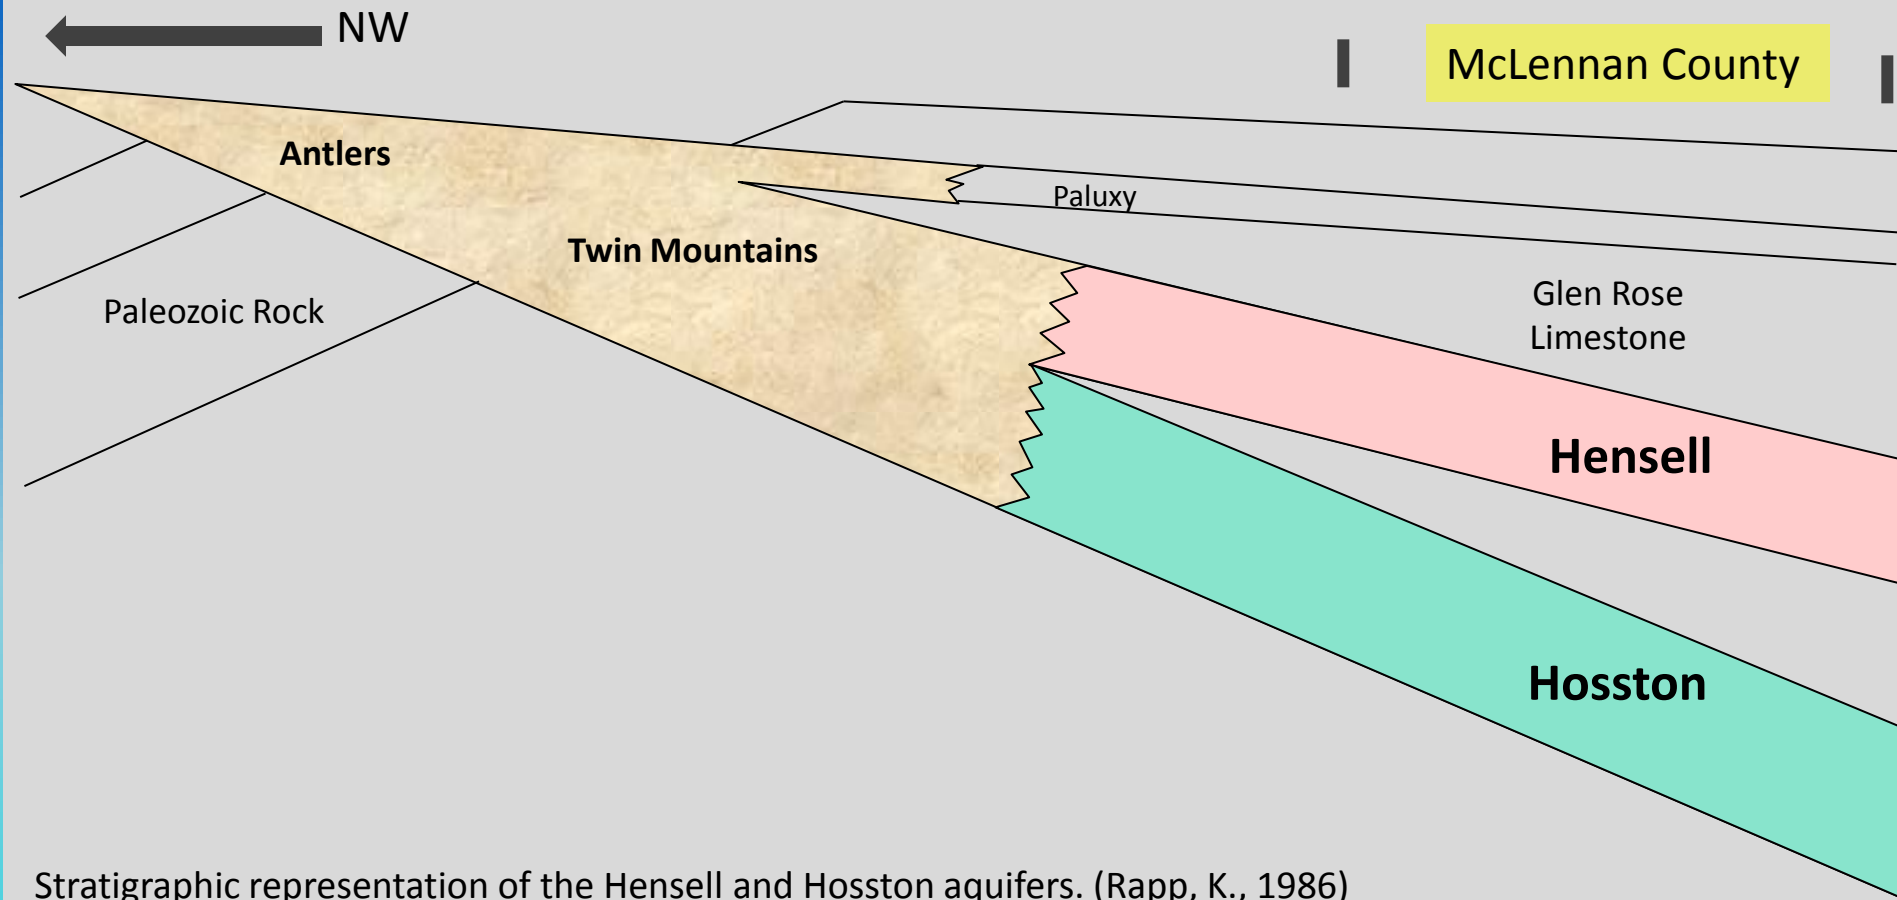 NW
McLennan County
Antlers
Paluxy
Twin Mountains
Paleozoic Rock
Glen Rose
Limestone
Hensell
Hosston
Stratigraphic representation of the Hensell and Hosston aquifers. (Rapp, K., 1986)